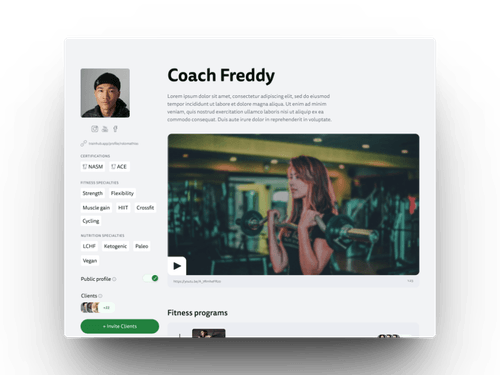 Coach Freddy
Lorem ipsum dolor sit amet, consectetur adipiscing elit, sed do eiusmod
tempor incididunt ut labore et dolore magna aliqua. Ut enim ad minim
veniam, quis nostrud exercitation ullamco laboris nisi ut aliquip ex ea
commodo consequat. Duis aute irure dolor in reprehenderit in voluptate.
CERTIFICATIONS
NASM ACE
FITNESS SPECIALTIES
Strength Flexibility
Muscle gain HIIT Crossfit
Cycling
NUTRITION SPECIALTIES
LCHF Ketogenic Paleo
Vegan
Public profile
Clients
+ Invite Clients
Fitness programs